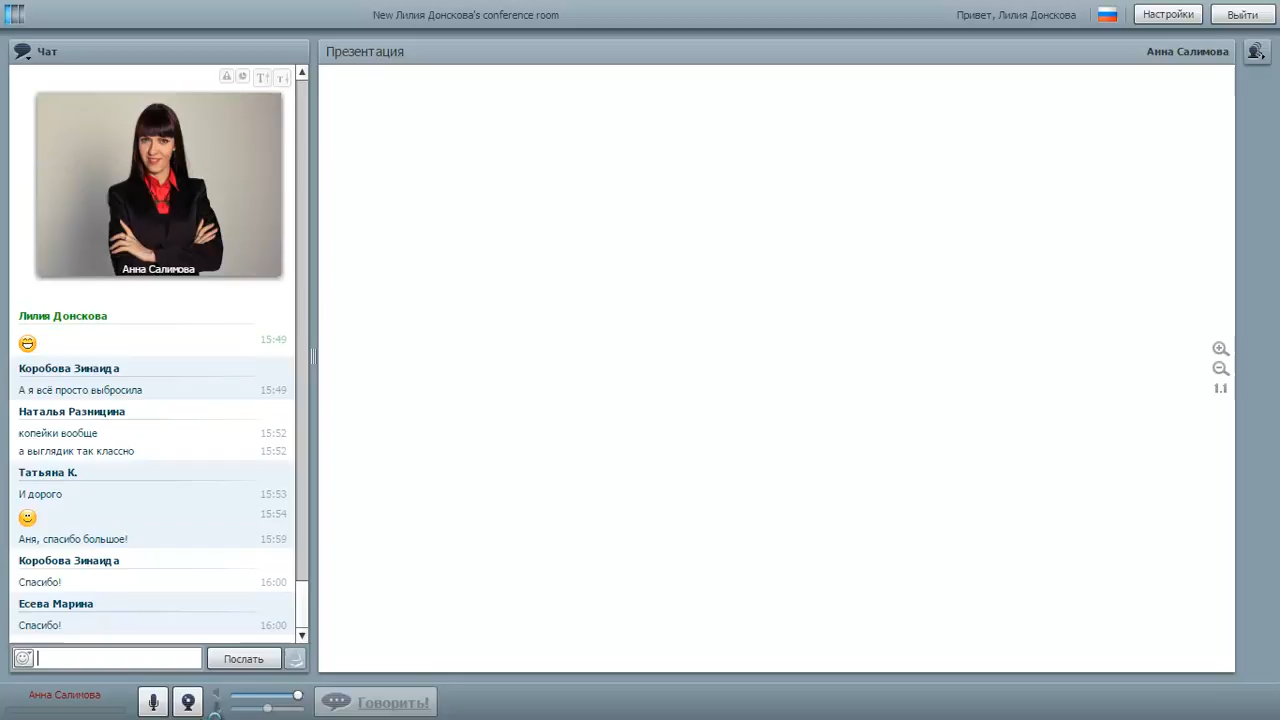 New Лилия Донскова's conference room
Привет, Лилия Донскова
Настройки
Выйти
Чат
Презентация
Анна Салимова
Анна Салимова
Лилия Донскова
15:49
Коробова Зинаида
А я всё просто выбросила 15:49
Наталья Разницина
копейки вообще 15:52
а выглядик так классно 15:52
Татьяна К.
И дорого 15:53
15:54
Аня, спасибо большое! 15:59
Коробова Зинаида
Спасибо! 16:00
Есева Марина
Спасибо! 16:00
1.1
Послать
Анна Салимова
Говорить!